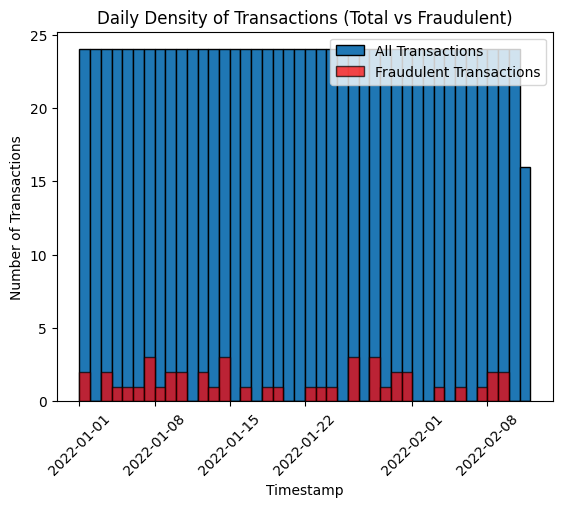 Daily Density of Transactions (Total vs Fraudulent)
All Transactions
Fraudulent Transactions
Number of Transactions
25
20
15
10
5
0
2022-01-01
2022-01-08
2022-01-15
2022-01-22
2022-02-01
2022-02-08
Timestamp